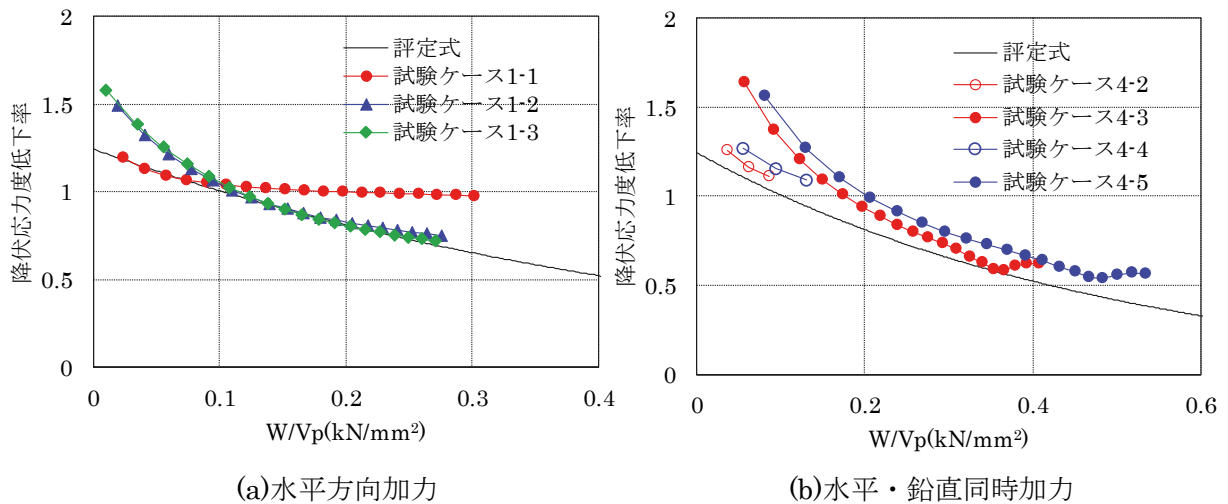 2
1.5
1
0.5
0
降伏応力度低下率
評定式
試験ケース1-1
試験ケース1-2
試験ケース1-3
0
0.1
0.2
0.3
0.4
W/Vp(kN/mm²)
(a)水平方向加力
2
1.5
1
0.5
0
降伏応力度低下率
評定式
試験ケース4-2
試験ケース4-3
試験ケース4-4
試験ケース4-5
0
0.2
0.4
0.6
W/Vp(kN/mm²)
(b)水平・鉛直同時加力